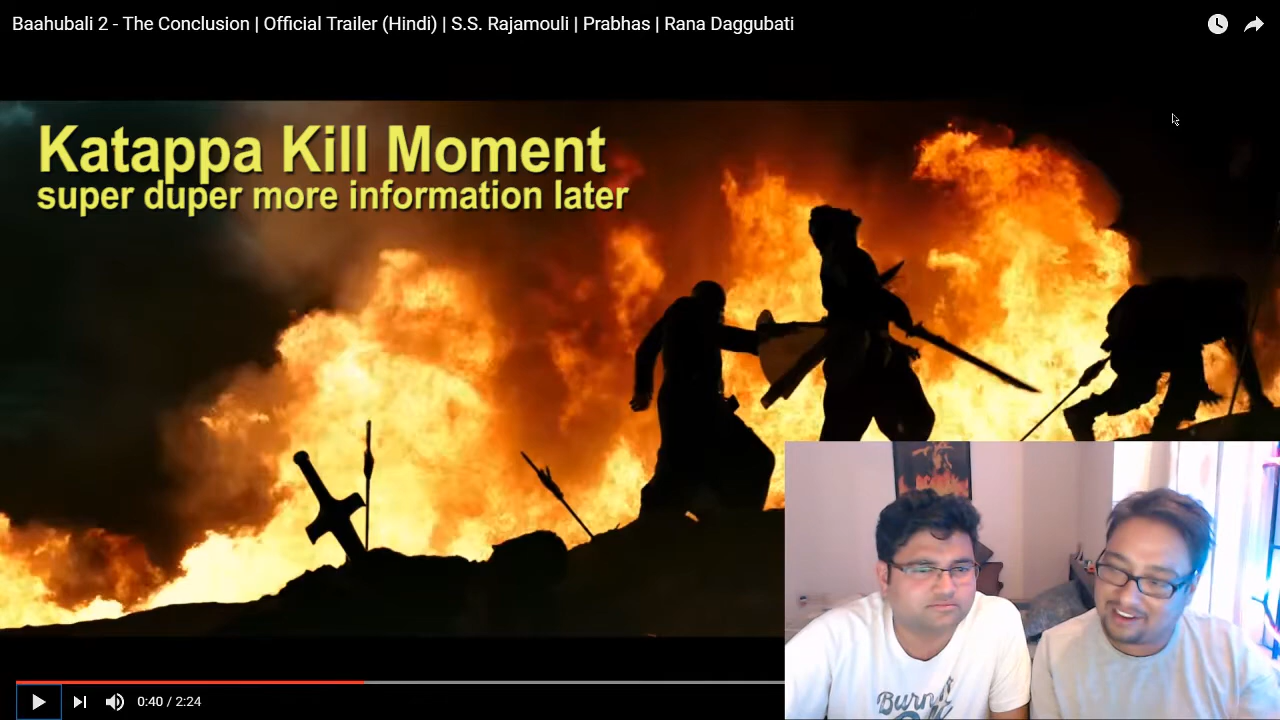 Baahubali 2 - The Conclusion | Official Trailer (Hindi) | S.S. Rajamouli | Prabhas | Rana Daggubati
Katappa Kill Moment
super duper more information later
0:40 / 2:24